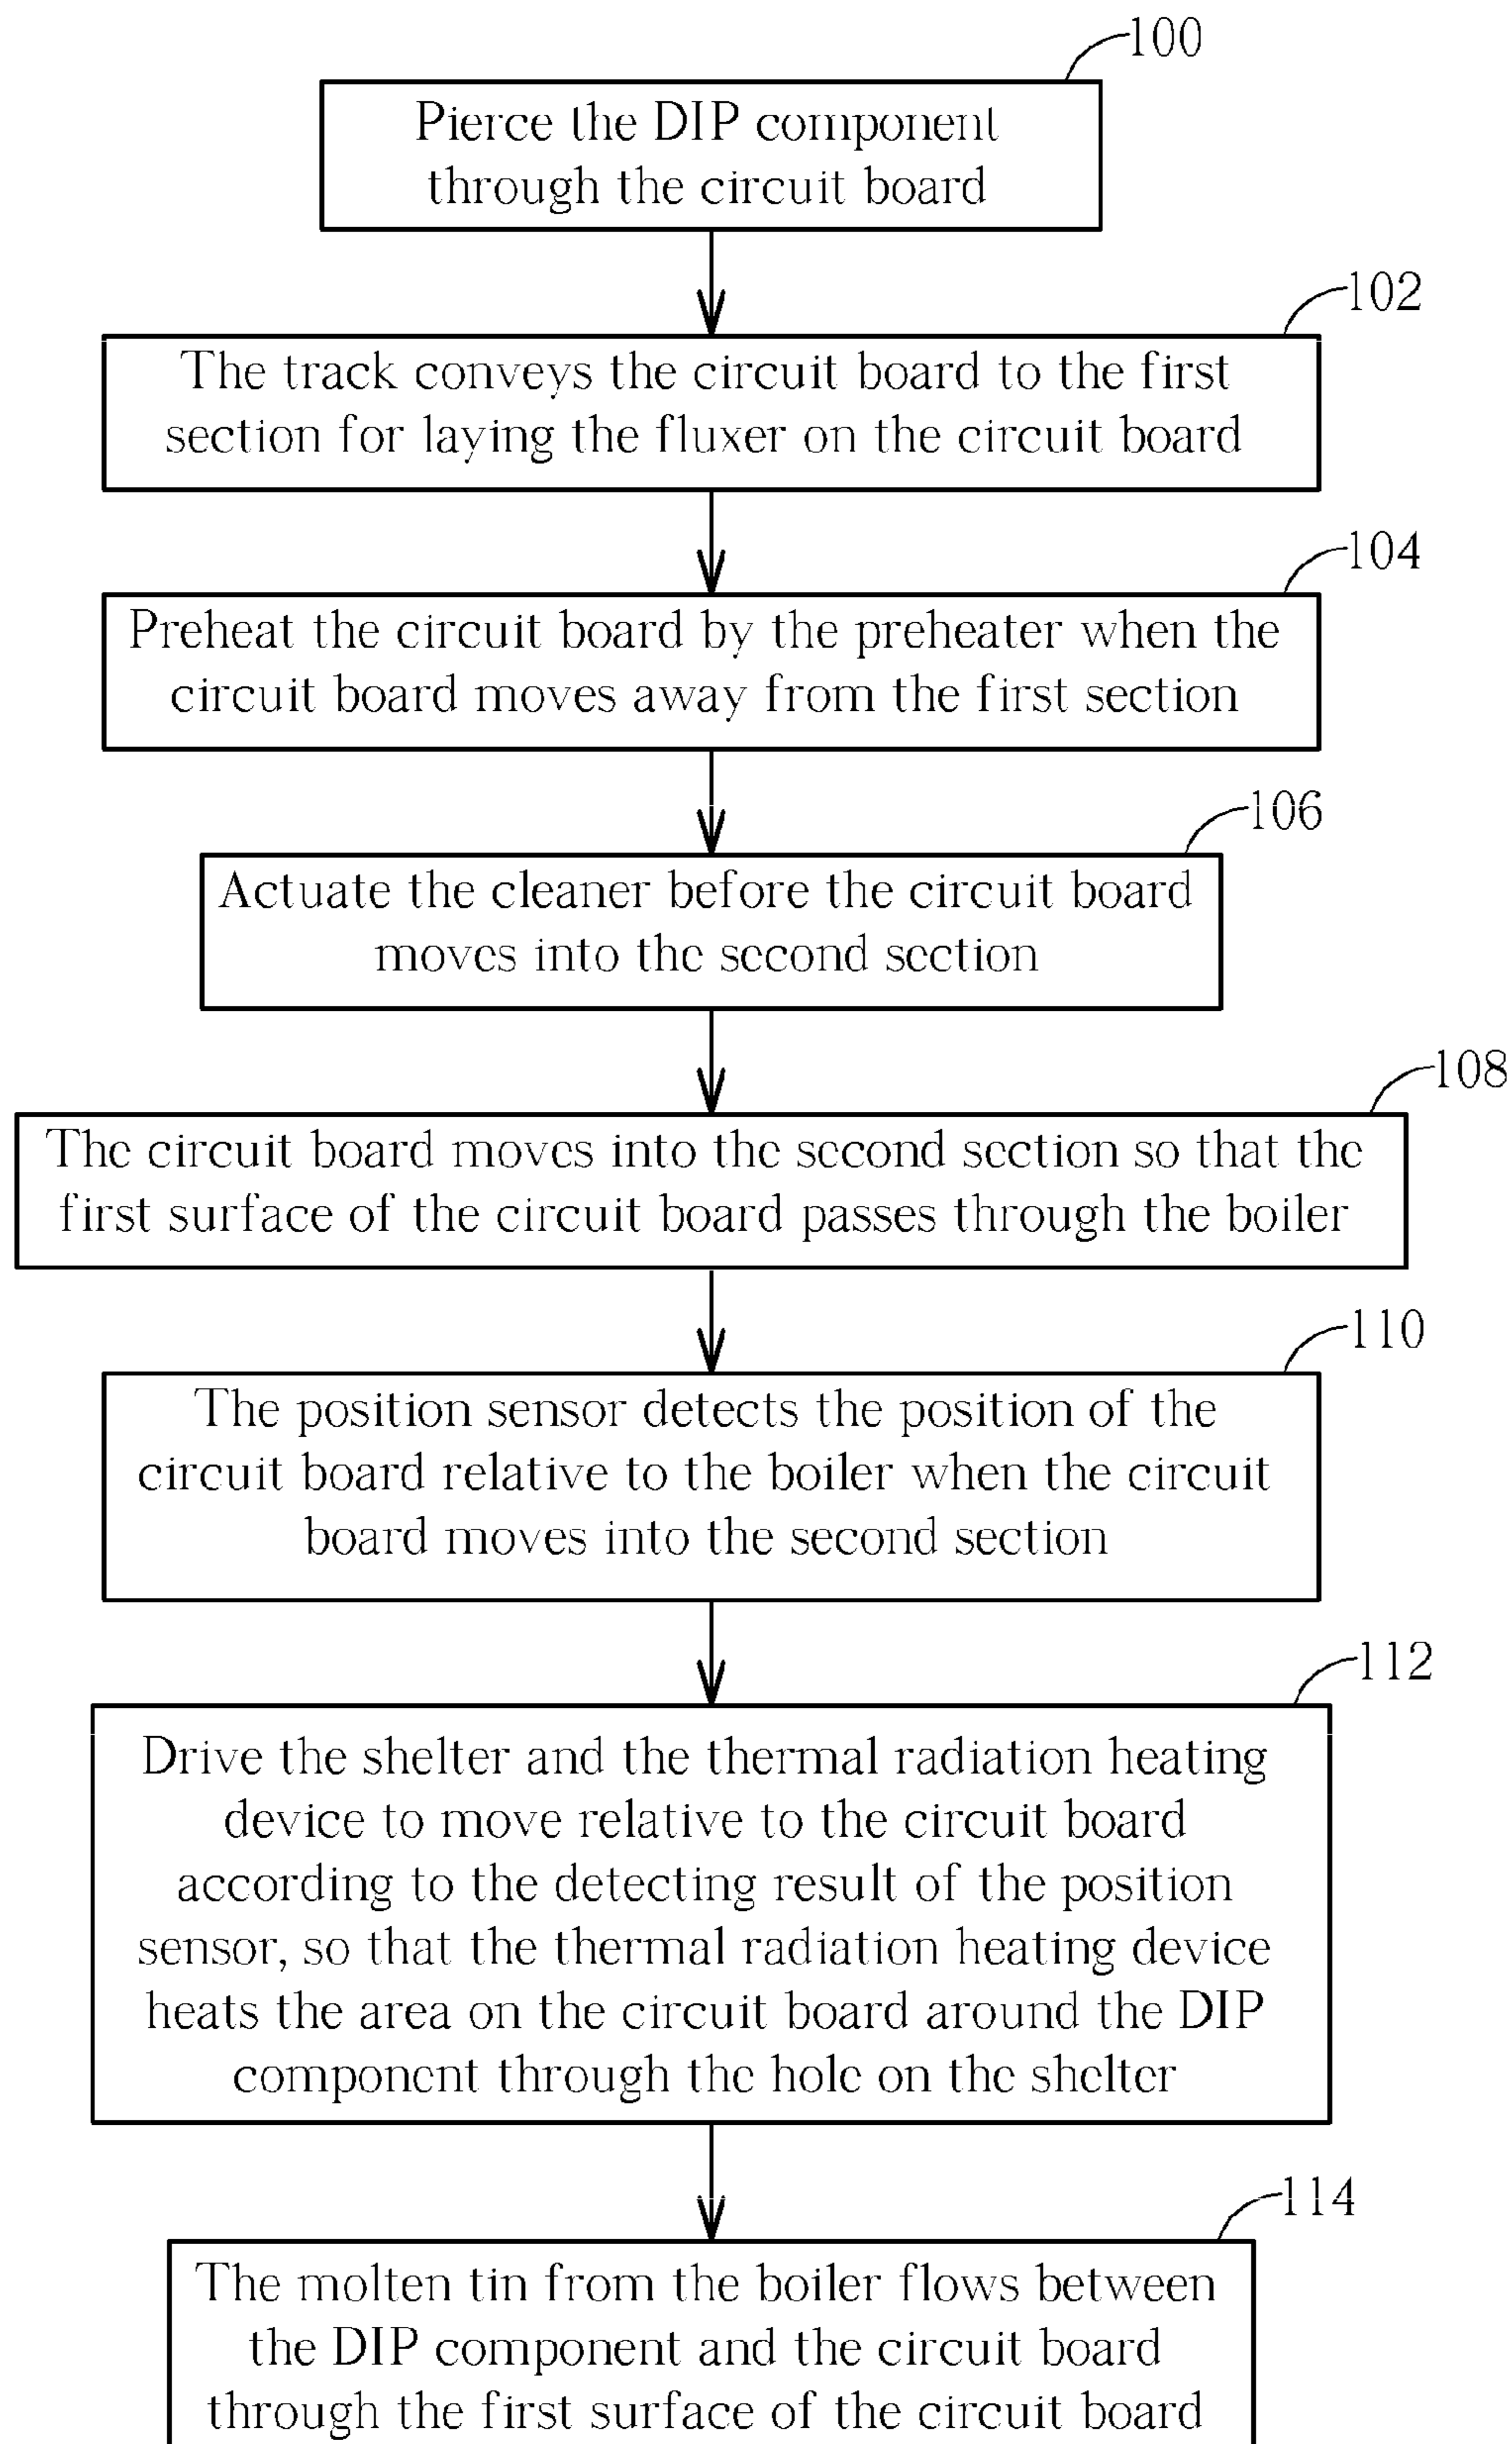 100
Pierce the DIP component
through the circuit board
102
The track conveys the circuit board to the first
section for laying the fluxer on the circuit board
104
Preheat the circuit board by the preheater when the
circuit board moves away from the first section
106
Actuate the cleaner before the circuit board
moves into the second section
108
The circuit board moves into the second section so that the
first surface of the circuit board passes through the boiler
110
The position sensor detects the position of the
circuit board relative to the boiler when the circuit
board moves into the second section
112
Drive the shelter and the thermal radiation heating
device to move relative to the circuit board
according to the detecting result of the position
sensor, so that the thermal radiation heating device
heats the area on the circuit board around the DIP
component through the hole on the shelter
114
The molten tin from the boiler flows between
the DIP component and the circuit board
through the first surface of the circuit board